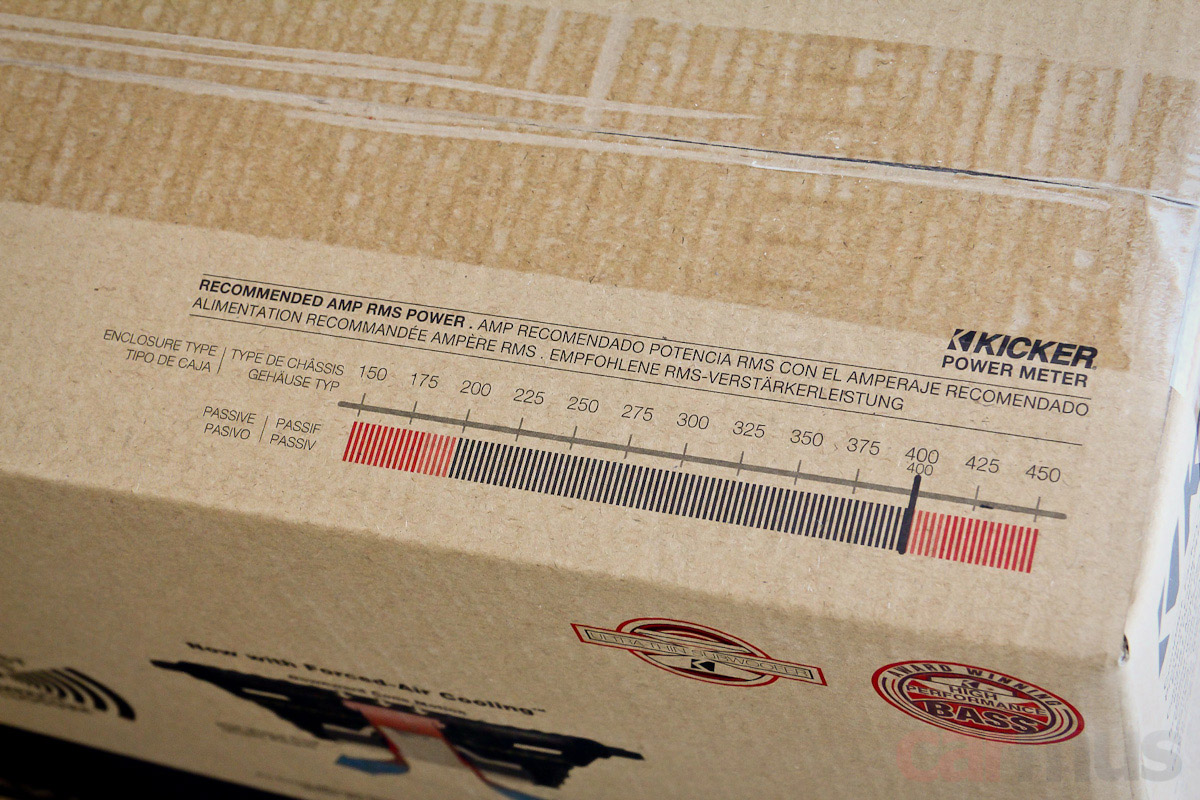 RECOMMENDED AMP RMS POWER . AMP RECOMENDADO POTENCIA RMS CON EL AMPERAJE RECOMENDADO
ALIMENTATION RECOMMANDÉE AMPÈRE RMS . EMPFOHLENE RMS-VERSTÄRKERLEISTUNG
KICKER
POWER METER
ENCLOSURE TYPE | TYPE DE CHÂSSIS
TIPO DE CAJA | GEHÄUSE TYP
150 175 200 225 250 275 300 325 350 375 400 425 450
400
PASSIVE | PASSIF
PASIVO | PASSIV
Now with Forced-Air Cooling™
ULTRA-THIN SUBWOOFER
AWARD WINNING
HIGH
PERFORMANCE
BASS
carmus